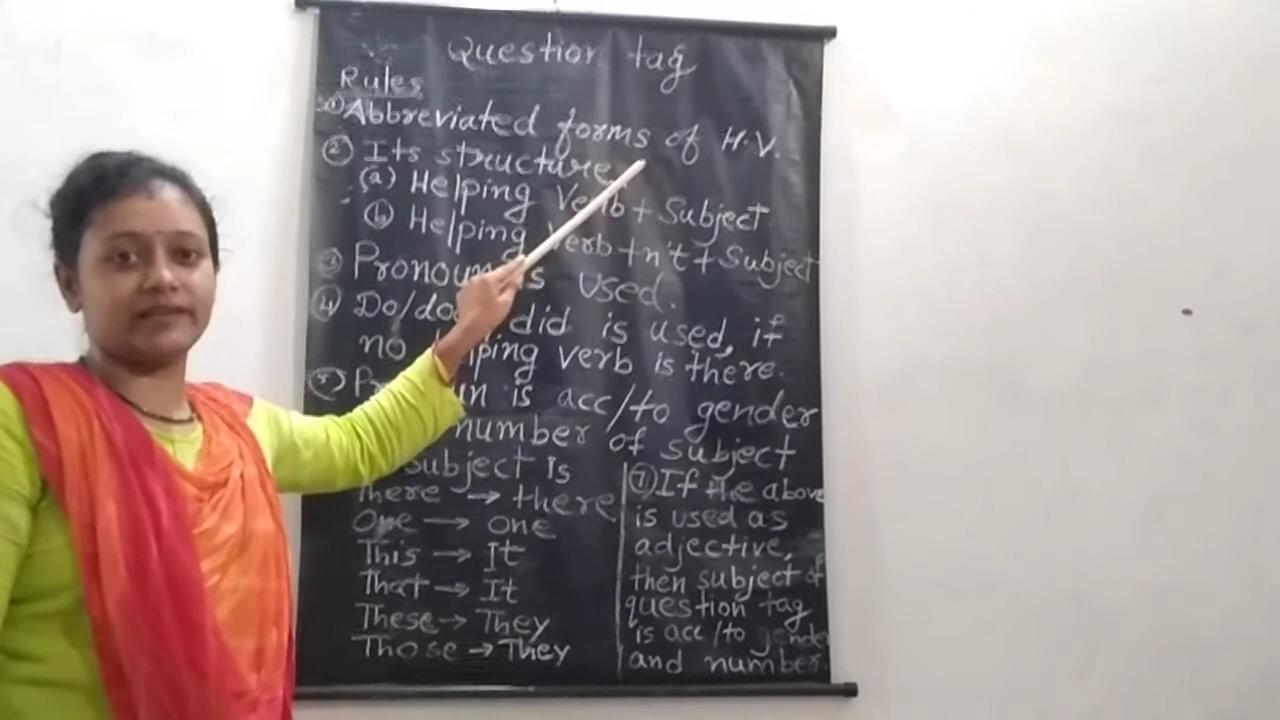 Question tag
Rules
① Abbreviated forms of H.V.
② Its structure
(a) Helping Verb + Subject
(b) Helping Verb + n't + Subject
③ Pronoun is used.
④ Do/ did is used, if
no helping verb is there.
⑤ is acc/to gender
number of subject
subject is
There → there
One → one
This → It
That → It
These → They
Those → They
⑦ If the above
is used as
adjective,
then subject of
question tag
is acc/to gender
and number.